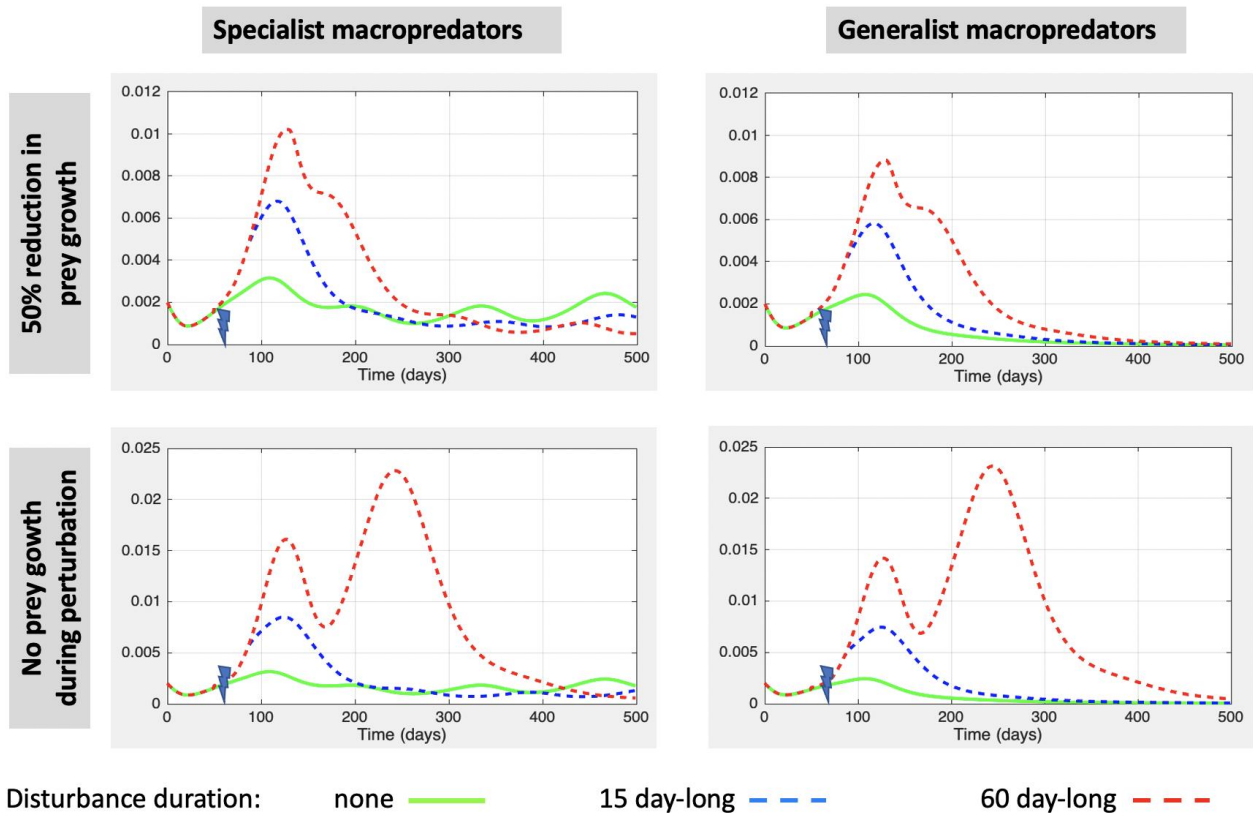 Specialist macropredators
Generalist macropredators
50% reduction in
prey growth
0.012
0.01
0.008
0.006
0.004
0.002
0
0 100 200 300 400 500
Time (days)
0.012
0.01
0.008
0.006
0.004
0.002
0
0 100 200 300 400 500
Time (days)
No prey gowth
during perturbation
0.025
0.02
0.015
0.01
0.005
0
0 100 200 300 400 500
Time (days)
0.025
0.02
0.015
0.01
0.005
0
0 100 200 300 400 500
Time (days)
Disturbance duration: none 15 day-long 60 day-long